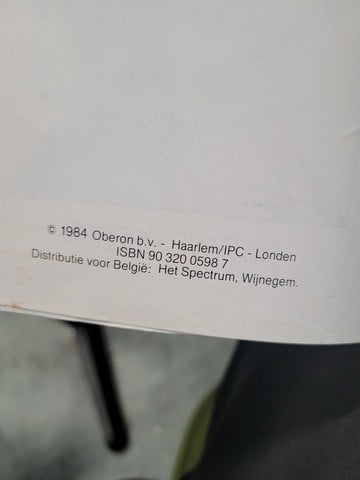 © 1984 Oberon b.v. - Haarlem/IPC - Londen
ISBN 90 320 0598 7
Distributie voor België: Het Spectrum, Wijnegem.